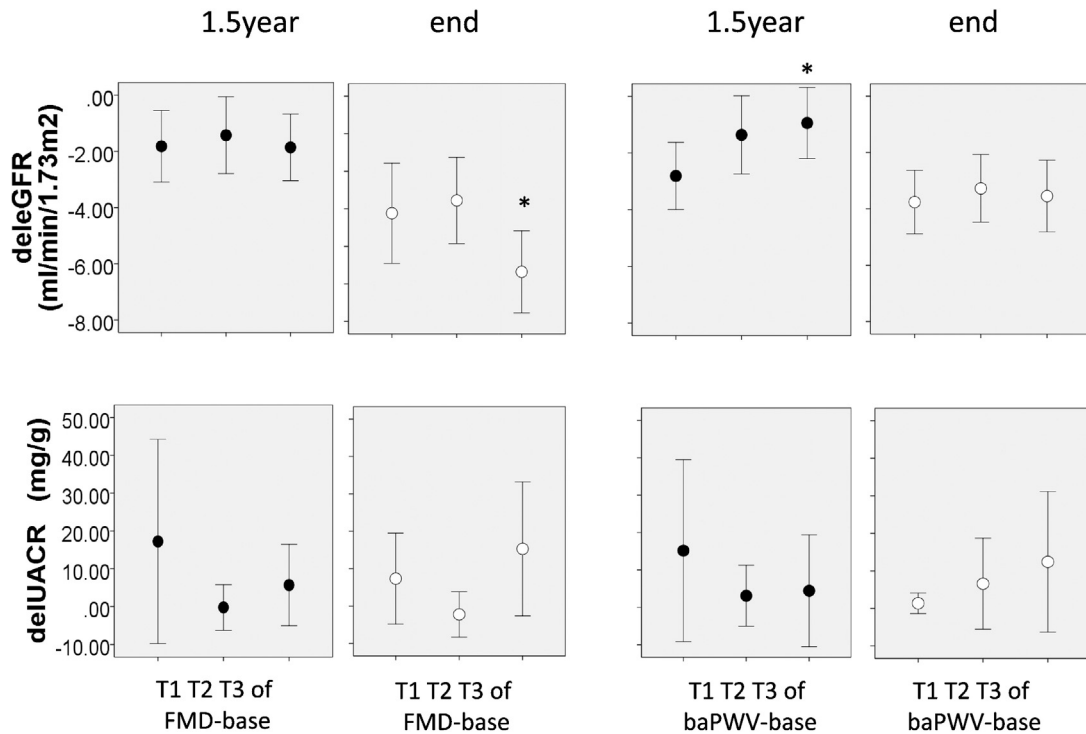 1.5year
end
1.5year
end
*
*
deleGFR
(ml/min/1.73m2)
.00
-2.00
-4.00
-6.00
-8.00
delUACR (mg/g)
50.00
40.00
30.00
20.00
10.00
.00
-10.00
T1 T2 T3 of
FMD-base
T1 T2 T3 of
FMD-base
T1 T2 T3 of
baPWV-base
T1 T2 T3 of
baPWV-base